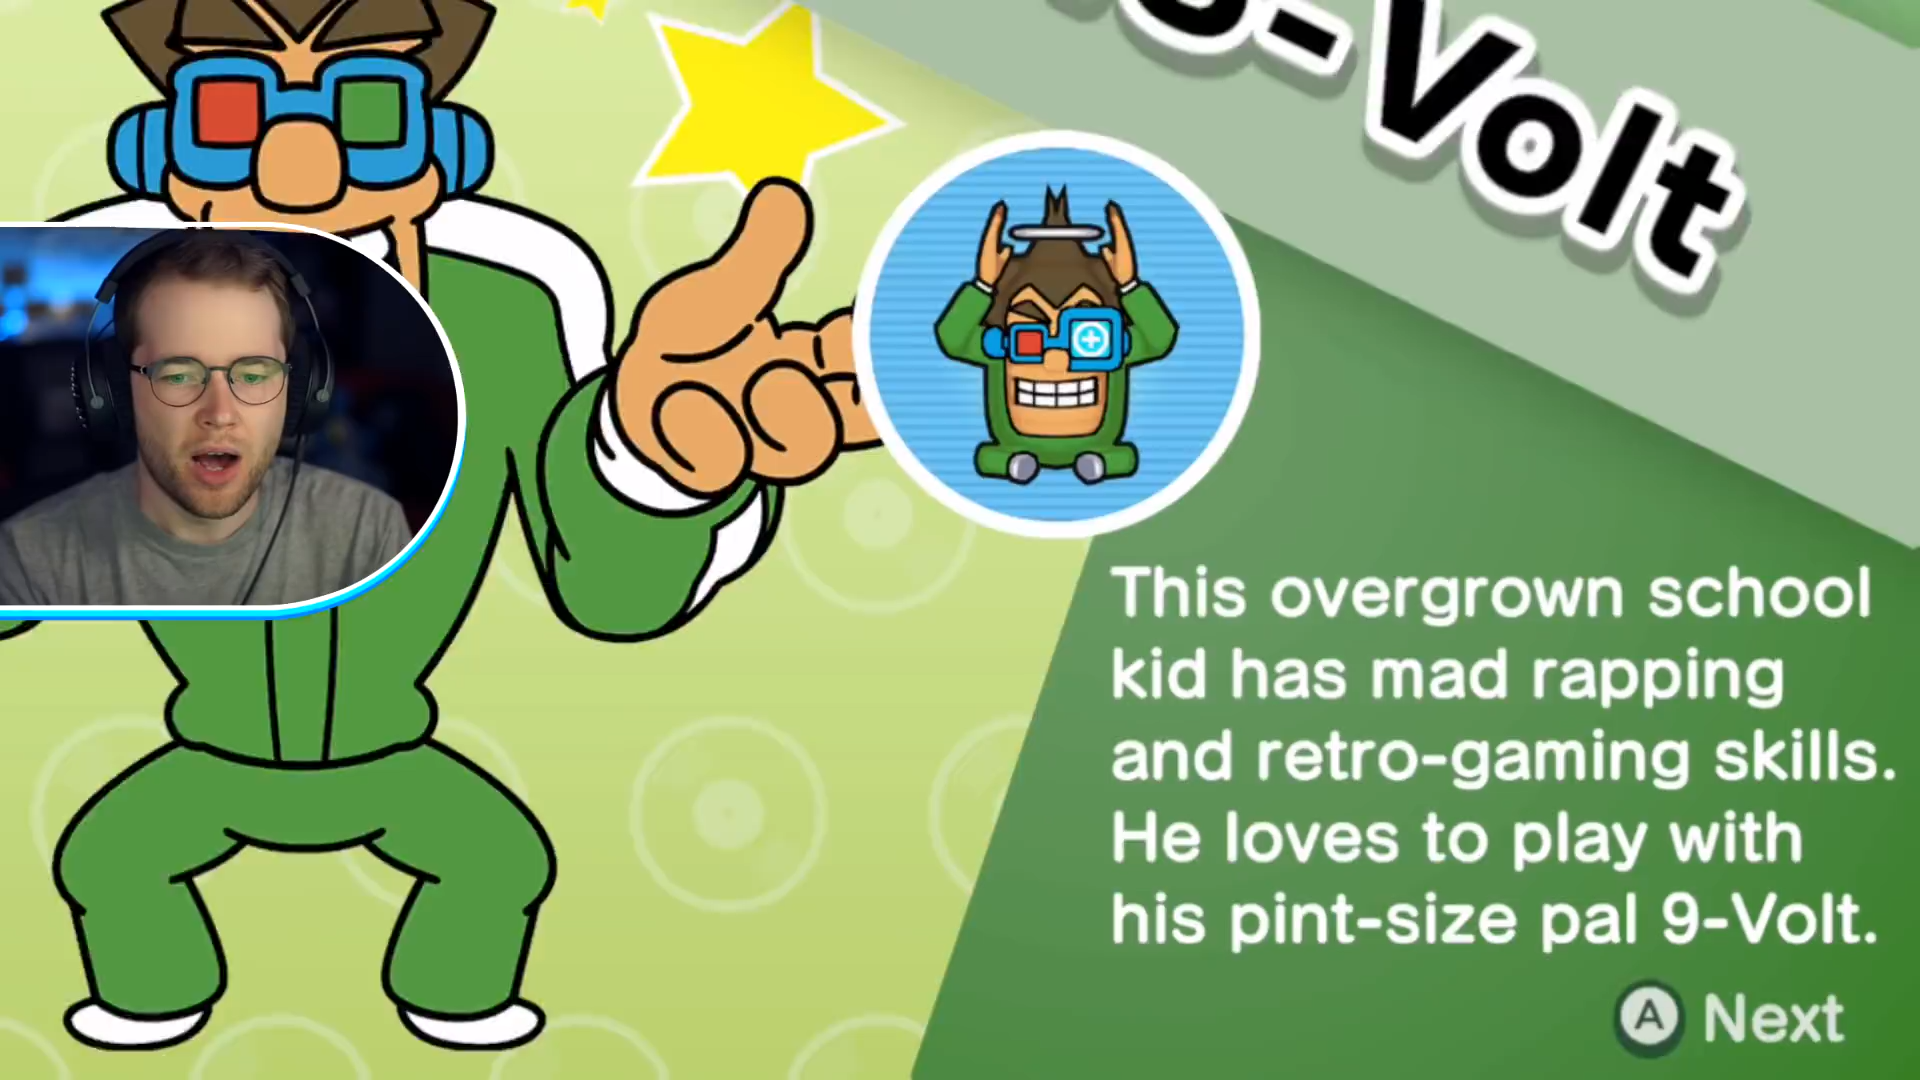 8-Volt
This overgrown school
kid has mad rapping
and retro-gaming skills.
He loves to play with
his pint-size pal 9-Volt.
A Next